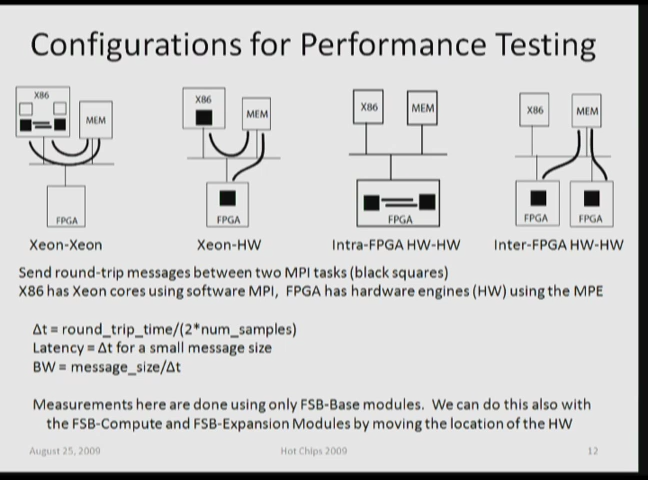 Configurations for Performance Testing
X86
MEM
FPGA
Xeon-Xeon
X86
MEM
FPGA
Xeon-HW
X86
MEM
FPGA
Intra-FPGA HW-HW
X86
MEM
FPGA
FPGA
Inter-FPGA HW-HW
Send round-trip messages between two MPI tasks (black squares)
X86 has Xeon cores using software MPI, FPGA has hardware engines (HW) using the MPE
Δt = round_trip_time/(2*num_samples)
Latency = Δt for a small message size
BW = message_size/Δt
Measurements here are done using only FSB-Base modules. We can do this also with
the FSB-Compute and FSB-Expansion Modules by moving the location of the HW
August 25, 2009
Hot Chips 2009
12